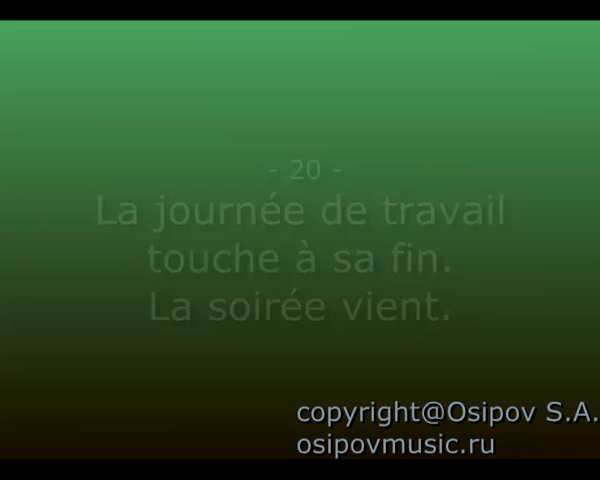 - 20 -
La journée de travail
touche à sa fin.
La soirée vient.
copyright@Osipov S.A.
osipovmusic.ru